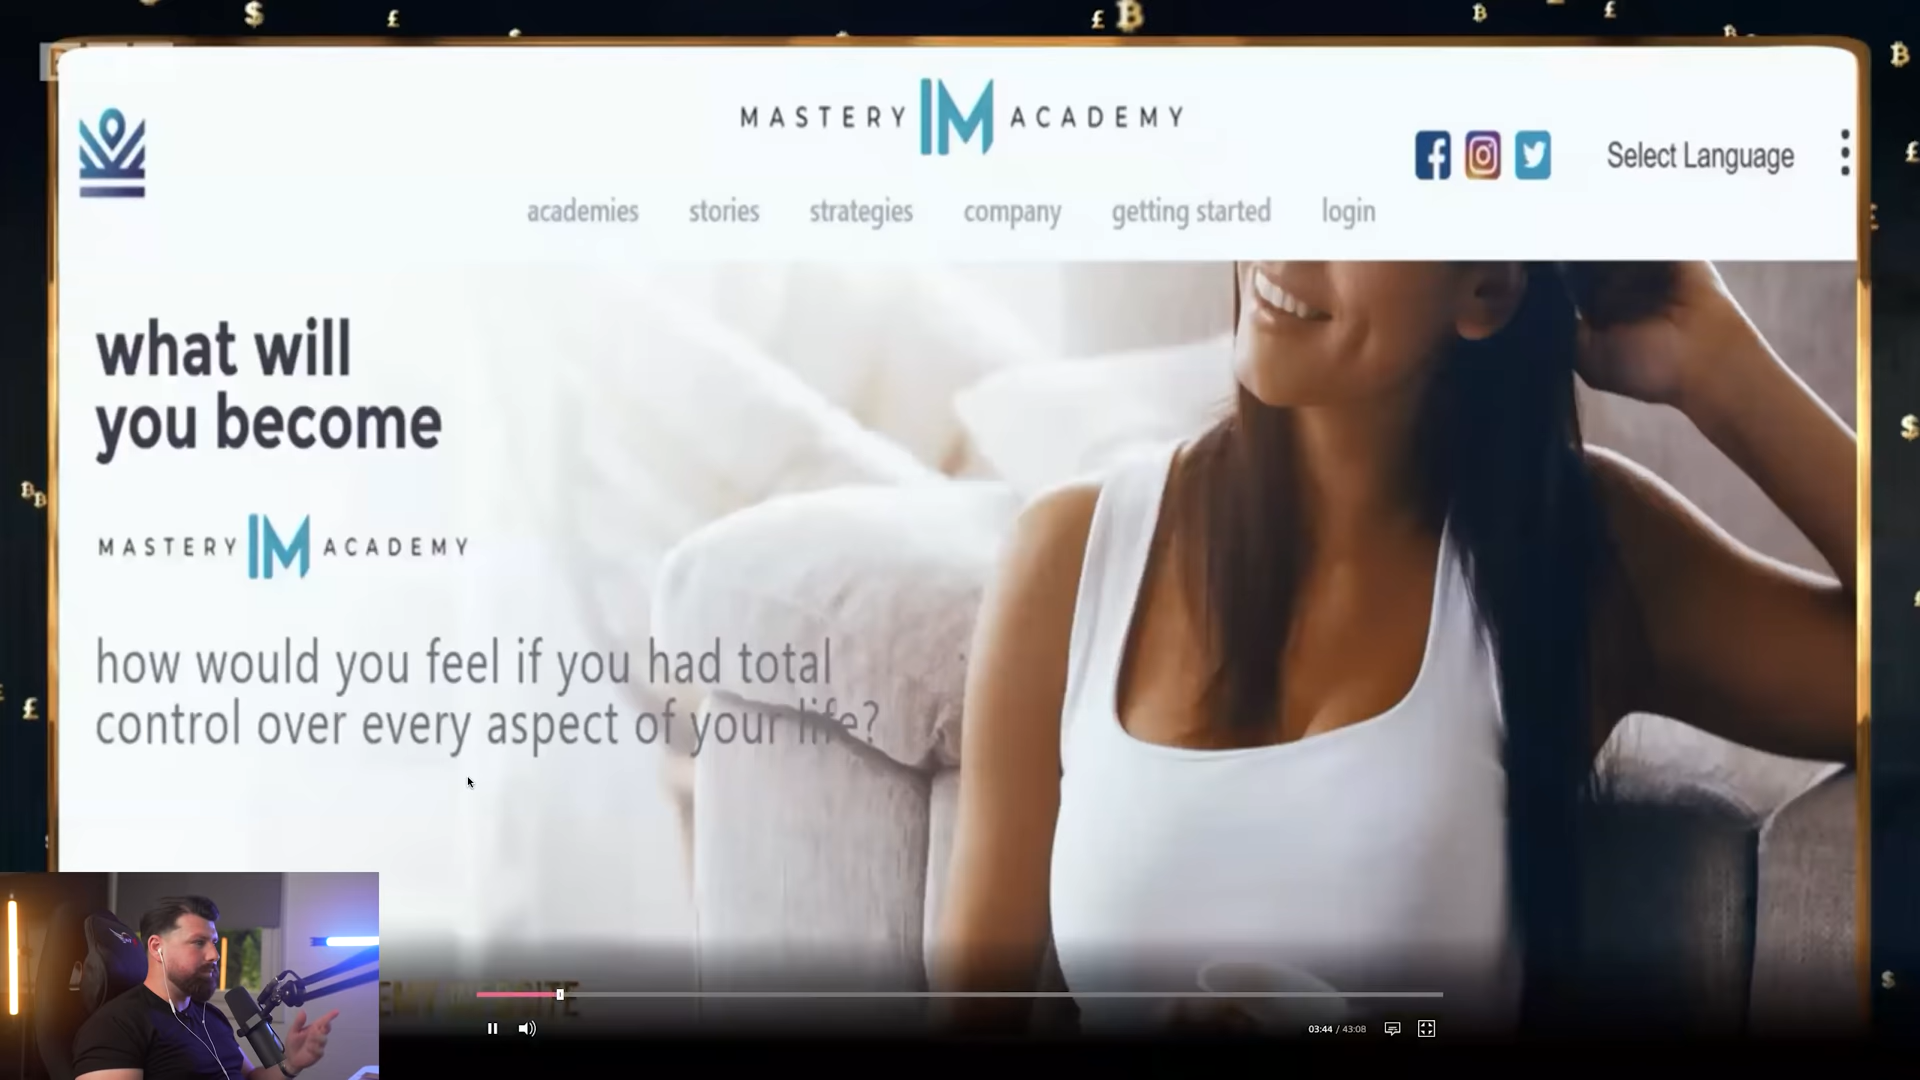 MASTERY IM ACADEMY
Select Language
academies stories strategies company getting started login
what will
you become
MASTERY IM ACADEMY
how would you feel if you had total
control over every aspect of your life?
03:44 / 43:08